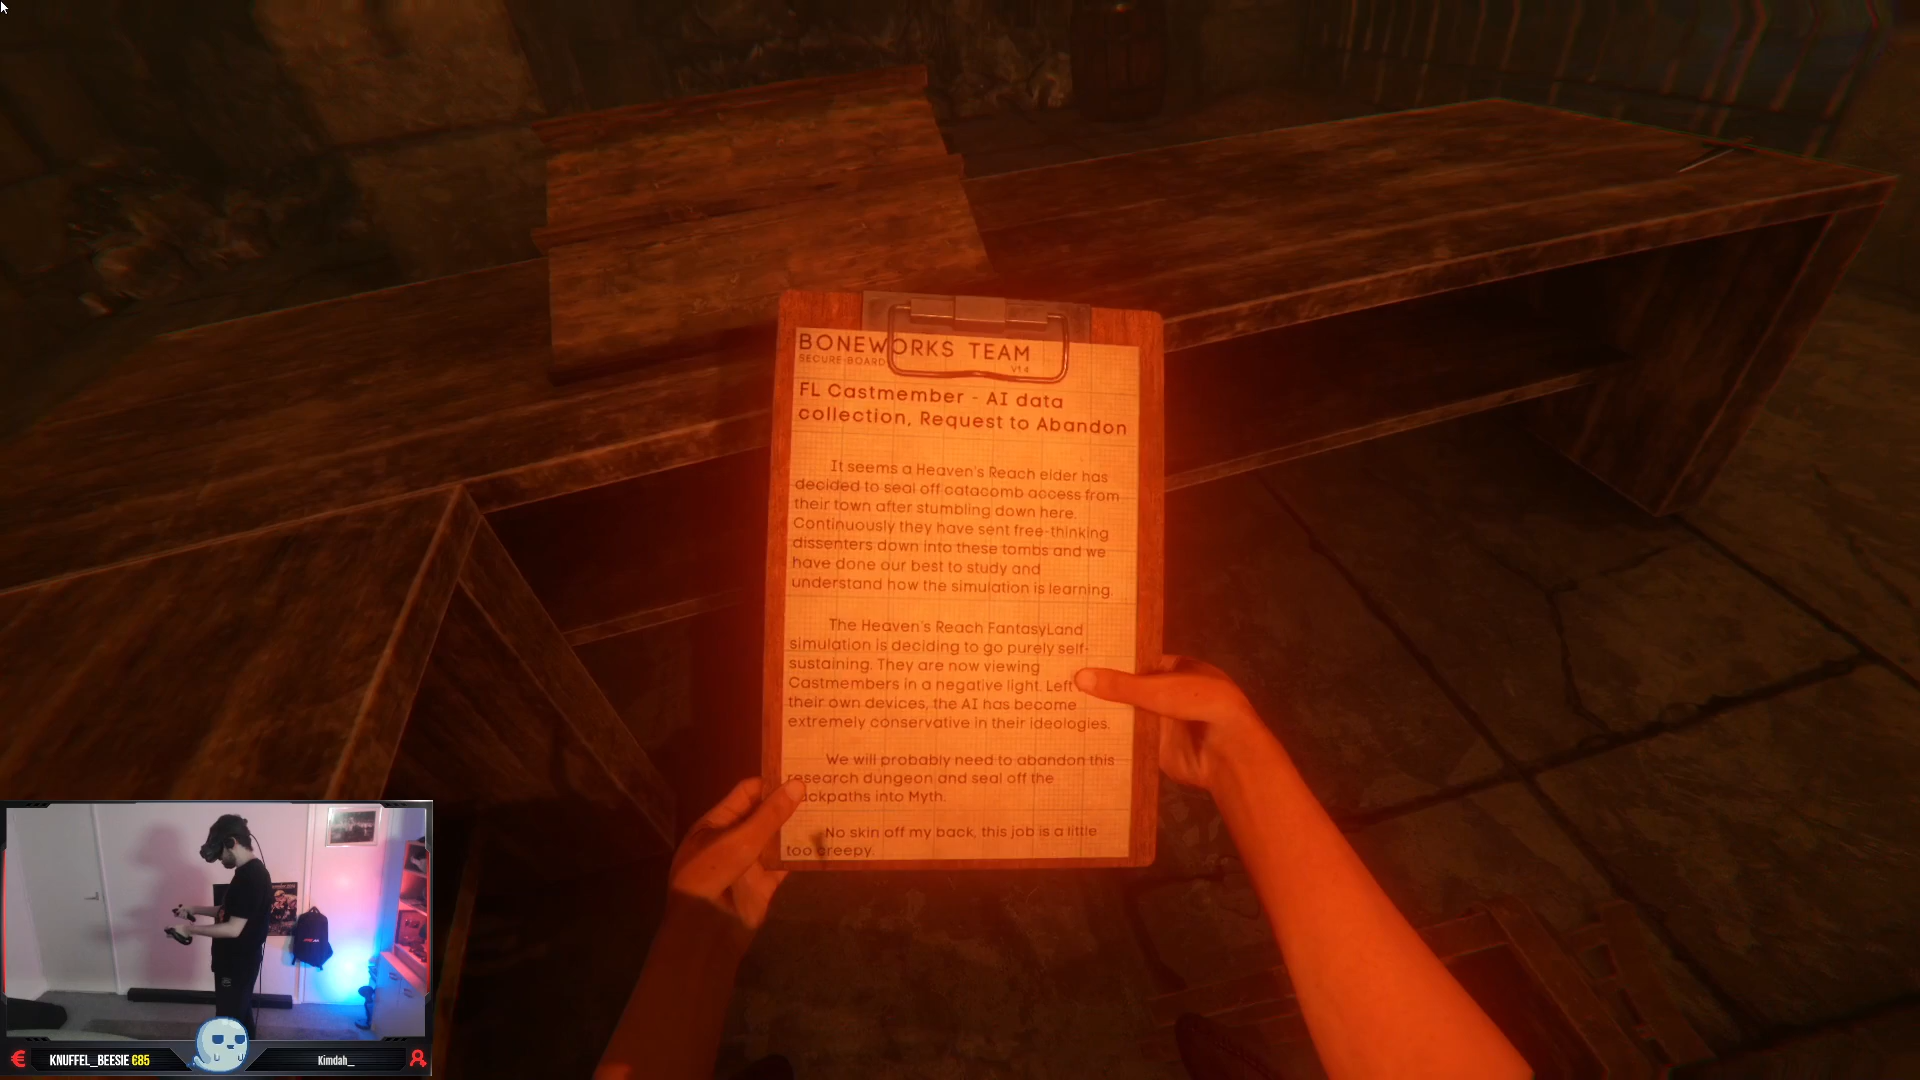 BONEWORKS TEAM
SECURE-BOARD V1.4
FL Castmember - AI data
collection, Request to Abandon
It seems a Heaven's Reach elder has
decided to seal off catacomb access from
their town after stumbling down here.
Continuously they have sent free-thinking
dissenters down into these tombs and we
have done our best to study and
understand how the simulation is learning.
The Heaven's Reach FantasyLand
simulation is deciding to go purely self-
sustaining. They are now viewing
Castmembers in a negative light. Left
their own devices, the AI has become
extremely conservative in their ideologies.
We will probably need to abandon this
research dungeon and seal off the
ackpaths into Myth.
No skin off my back, this job is a little
too creepy.
€ KNUFFEL_BEESIE €85
Kimdah_